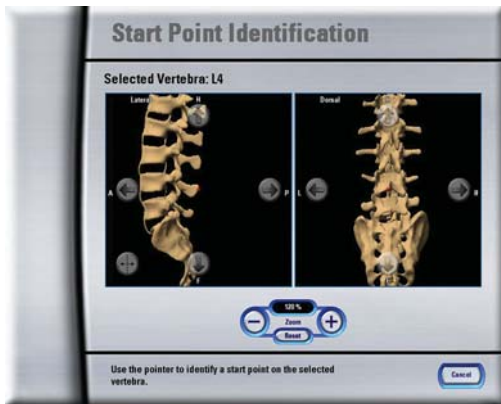 Start Point Identification
Selected Vertebra: L4
Lateral H
Dorsal
A
P
L
R
F
120 %
Zoom
Reset
Use the pointer to identify a start point on the selected
vertebra.
Cancel